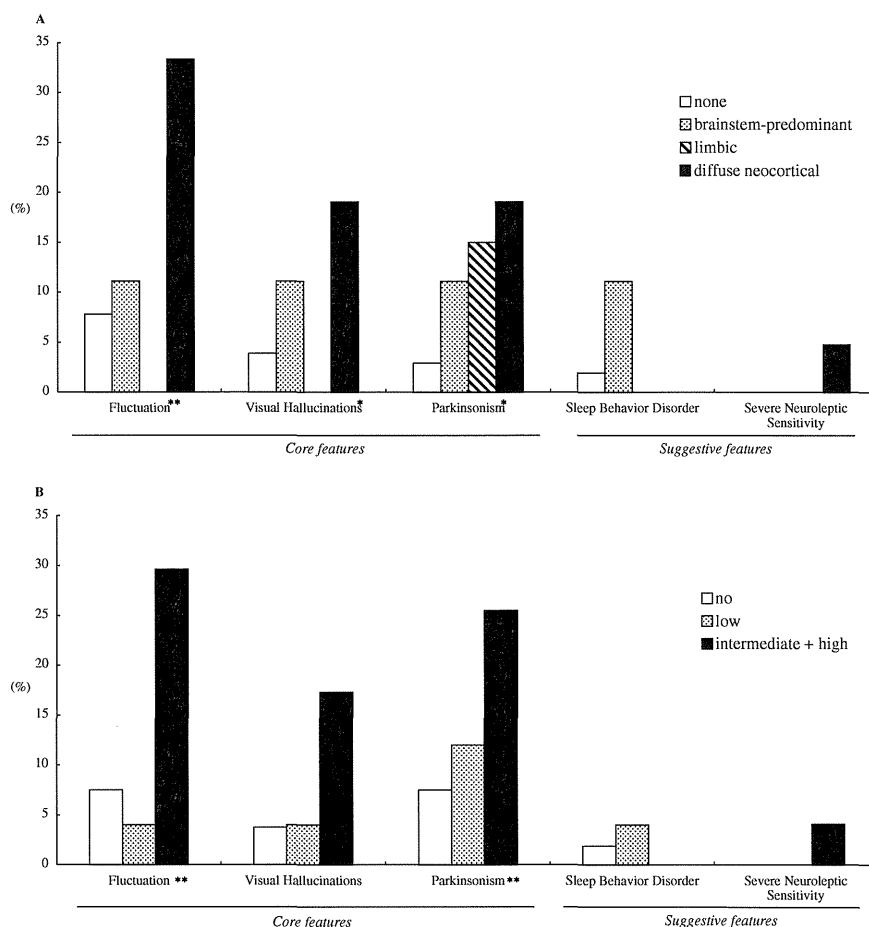 A
35
30
25
20
(%)
15
10
5
0
none
brainstem-predominant
limbic
diffuse neocortical
Fluctuation** Visual Hallucinations* Parkinsonism* Sleep Behavior Disorder Severe Neuroleptic
Sensitivity
Core features Suggestive features
B
35
30
25
20
(%)
15
10
5
0
no
low
intermediate + high
Fluctuation ** Visual Hallucinations Parkinsonism** Sleep Behavior Disorder Severe Neuroleptic
Sensitivity
Core features Suggestive features